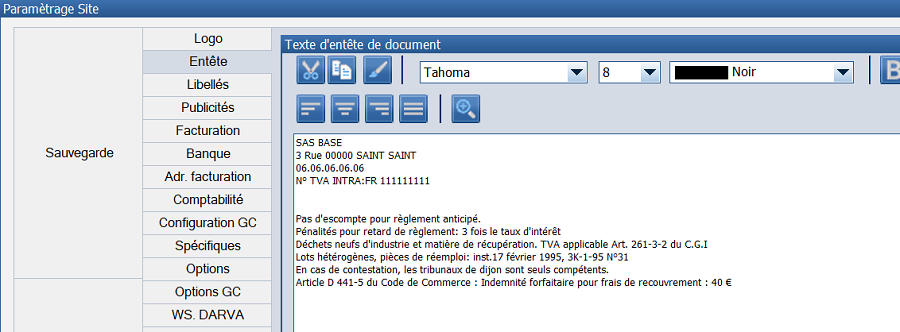 Paramètrage Site
Sauvegarde
Logo
Entête
Libellés
Publicités
Facturation
Banque
Adr. facturation
Comptabilité
Configuration GC
Spécifiques
Options
Options GC
WS. DARVA
Texte d'entête de document
Tahoma
8
Noir
B
SAS BASE
3 Rue 00000 SAINT SAINT
06.06.06.06.06
N° TVA INTRA:FR 111111111
Pas d'escompte pour règlement anticipé.
Pénalités pour retard de règlement: 3 fois le taux d'intérêt
Déchets neufs d'industrie et matière de récupération. TVA applicable Art. 261-3-2 du C.G.I
Lots hétérogènes, pièces de réemploi: inst.17 février 1995, 3K-1-95 N°31
En cas de contestation, les tribunaux de dijon sont seuls compétents.
Article D 441-5 du Code de Commerce : Indemnité forfaitaire pour frais de recouvrement : 40 €